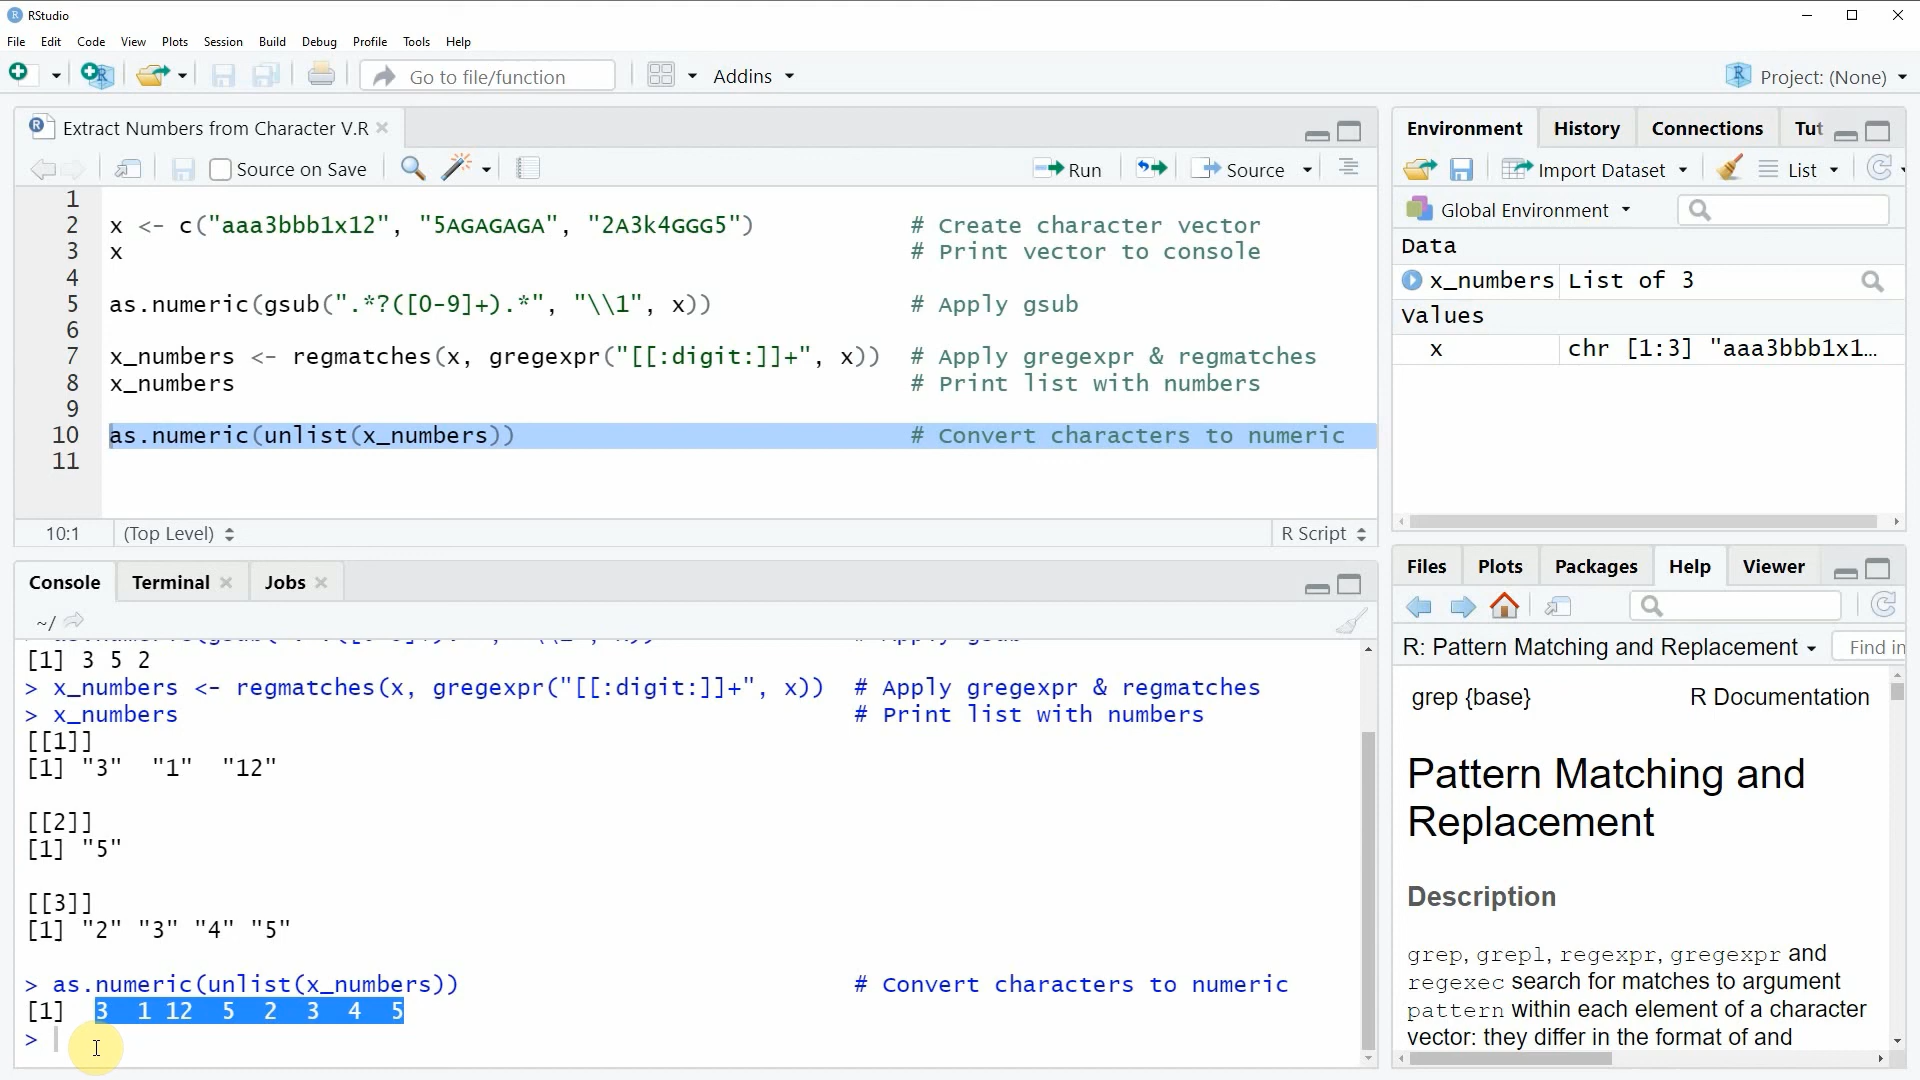 RStudio
File Edit Code View Plots Session Build Debug Profile Tools Help
Go to file/function Addins Project: (None)
Extract Numbers from Character V.R
Source on Save Run Source
1
2 x <- c("aaa3bbb1x12", "5AGAGAGA", "2A3k4GGG5") # Create character vector
3 x # Print vector to console
4
5 as.numeric(gsub(".*?([0-9]+).*", "\\1", x)) # Apply gsub
6
7 x_numbers <- regmatches(x, gregexpr("[[:digit:]]+", x)) # Apply gregexpr & regmatches
8 x_numbers # Print list with numbers
9
10 as.numeric(unlist(x_numbers)) # Convert characters to numeric
11
10:1 (Top Level) R Script
Console Terminal Jobs
~/
[1] 3 5 2
> x_numbers <- regmatches(x, gregexpr("[[:digit:]]+", x)) # Apply gregexpr & regmatches
> x_numbers # Print list with numbers
[[1]]
[1] "3" "1" "12"
[[2]]
[1] "5"
[[3]]
[1] "2" "3" "4" "5"
> as.numeric(unlist(x_numbers)) # Convert characters to numeric
[1] 3 1 12 5 2 3 4 5
>
Environment History Connections Tut
Import Dataset List
Global Environment
Data
x_numbers List of 3
Values
x chr [1:3] "aaa3bbb1x1…
Files Plots Packages Help Viewer
R: Pattern Matching and Replacement Find in
grep {base} R Documentation
Pattern Matching and
Replacement
Description
grep, grepl, regexpr, gregexpr and
regexec search for matches to argument
pattern within each element of a character
vector: they differ in the format of and